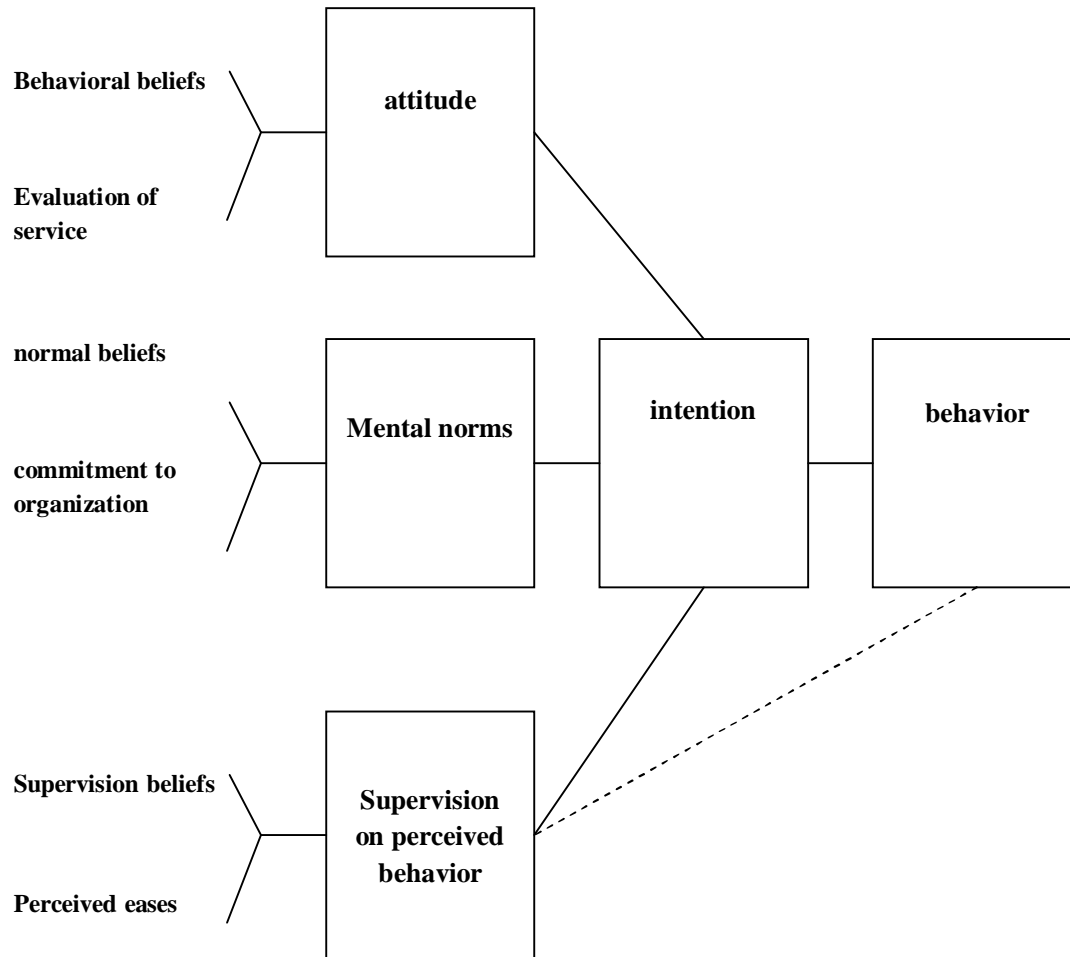 Behavioral beliefs
attitude
Evaluation of
service
normal beliefs
Mental norms
intention
behavior
commitment to
organization
Supervision beliefs
Supervision
on perceived
behavior
Perceived eases